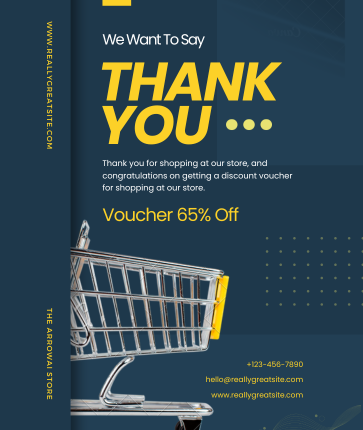 WWW.REALLYGREATSITE.COM
We Want To Say
THANK
YOU
Thank you for shopping at our store, and
congratulations on getting a discount voucher
for shopping at our store.
Voucher 65% Off
THE ARROWAI STORE
+123-456-7890
hello@reallygreatsite.com
www.reallygreatsite.com